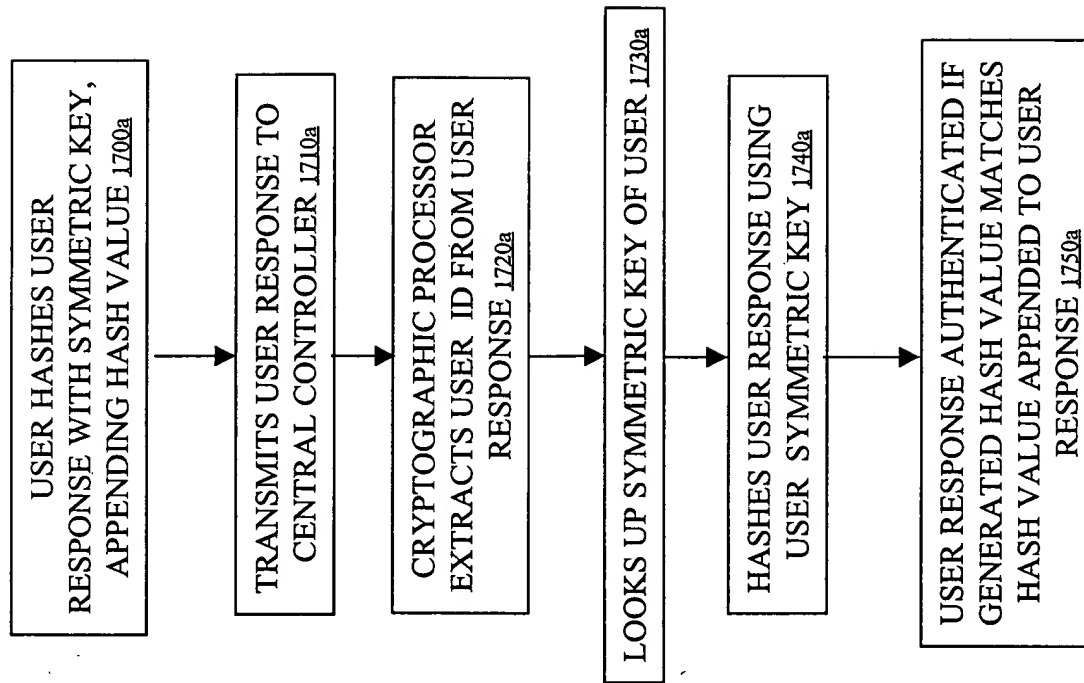 USER HASHES USER
RESPONSE WITH SYMMETRIC KEY,
APPENDING HASH VALUE 1700a
TRANSMITS USER RESPONSE TO
CENTRAL CONTROLLER 1710a
CRYPTOGRAPHIC PROCESSOR
EXTRACTS USER ID FROM USER
RESPONSE 1720a
LOOKS UP SYMMETRIC KEY OF USER 1730a
HASHES USER RESPONSE USING
USER SYMMETRIC KEY 1740a
USER RESPONSE AUTHENTICATED IF
GENERATED HASH VALUE MATCHES
HASH VALUE APPENDED TO USER
RESPONSE 1750a